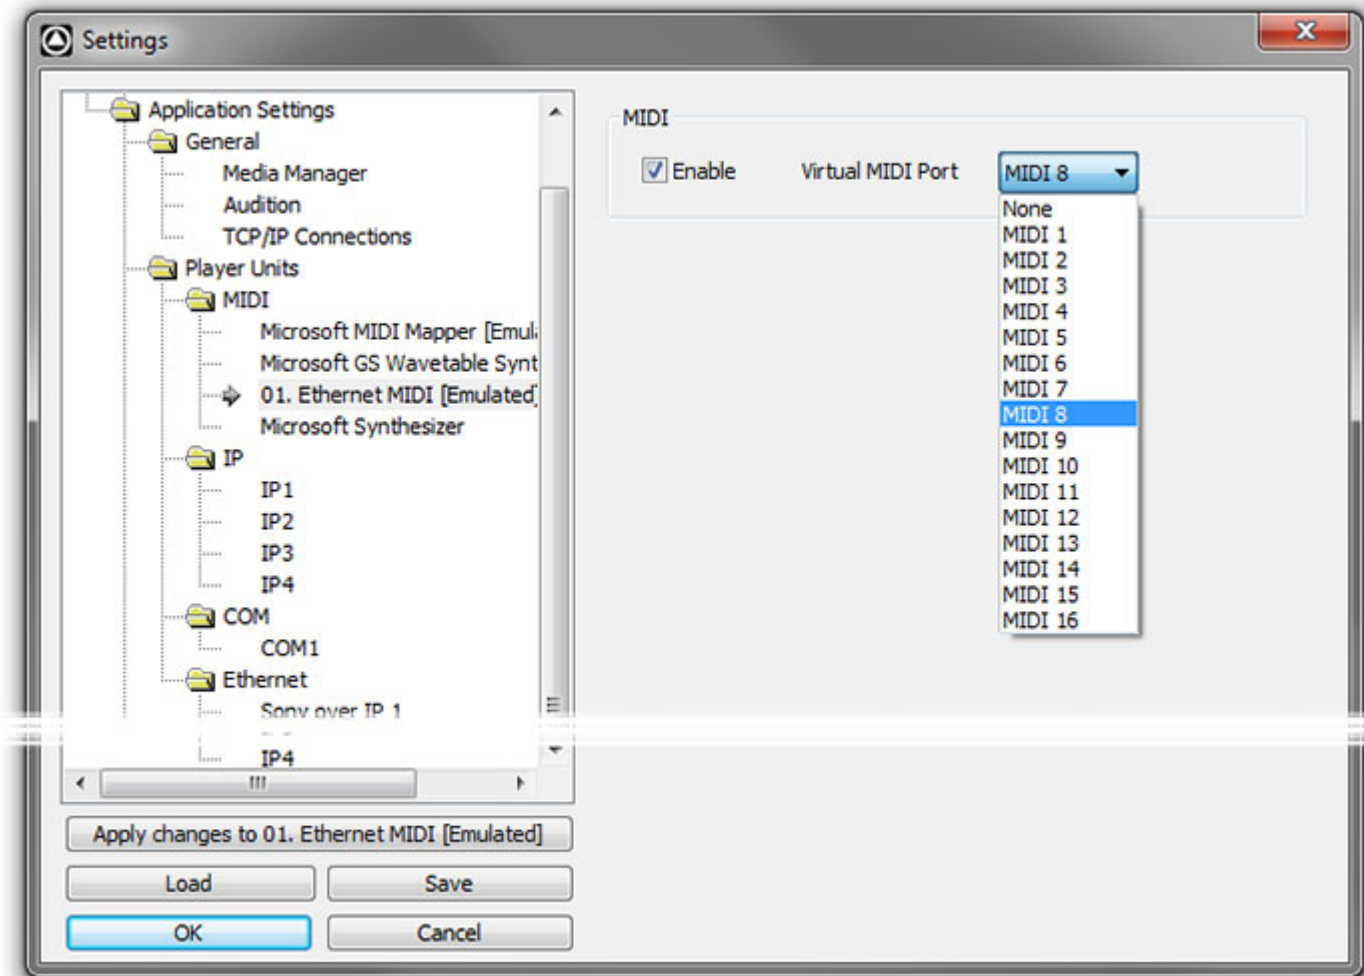 Settings
Application Settings
General
Media Manager
Audition
TCP/IP Connections
Player Units
MIDI
Microsoft MIDI Mapper [Emul
Microsoft GS Wavetable Synt
01. Ethernet MIDI [Emulated]
Microsoft Synthesizer
IP
IP1
IP2
IP3
IP4
COM
COM1
Ethernet
Sony over IP 1
IP4
Apply changes to 01. Ethernet MIDI [Emulated]
Load Save
OK Cancel
MIDI
Enable Virtual MIDI Port MIDI 8
None
MIDI 1
MIDI 2
MIDI 3
MIDI 4
MIDI 5
MIDI 6
MIDI 7
MIDI 8
MIDI 9
MIDI 10
MIDI 11
MIDI 12
MIDI 13
MIDI 14
MIDI 15
MIDI 16